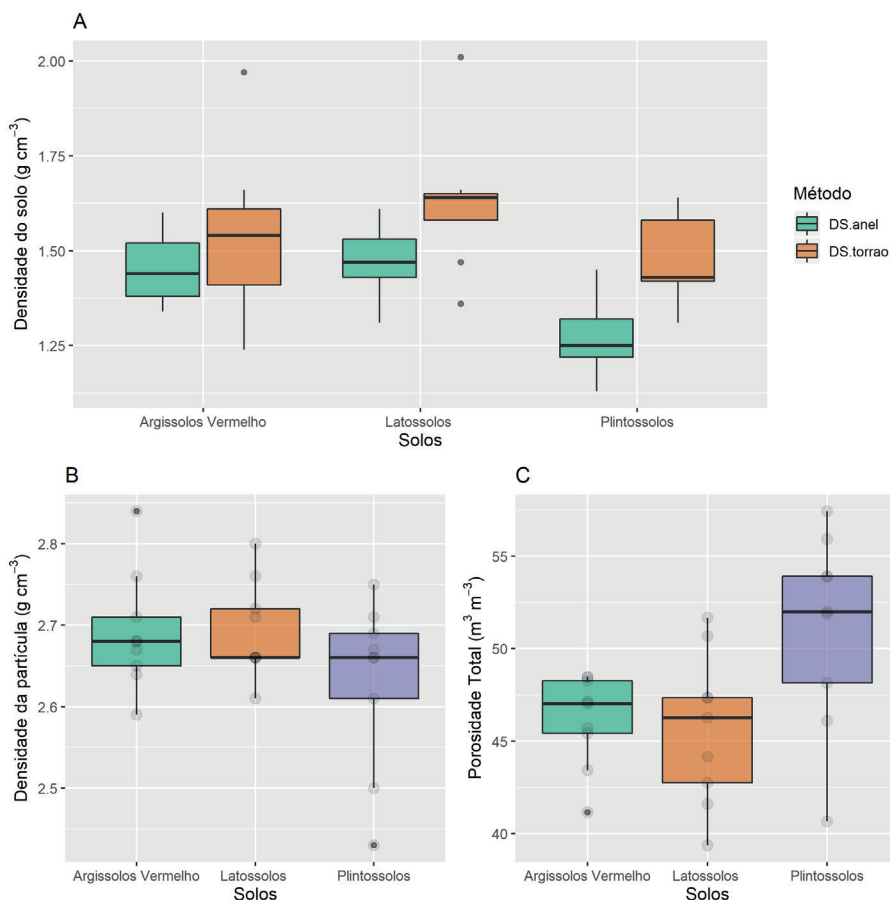 A
2.00
1.75
1.50
1.25
Densidade do solo (g cm⁻³)
Argissolos Vermelho Latossolos Plintossolos
Solos
Método
DS.anel
DS.torrao
B
2.8
2.7
2.6
2.5
Densidade da partícula (g cm⁻³)
Argissolos Vermelho Latossolos Plintossolos
Solos
C
55
50
45
40
Porosidade Total (m³ m⁻³)
Argissolos Vermelho Latossolos Plintossolos
Solos